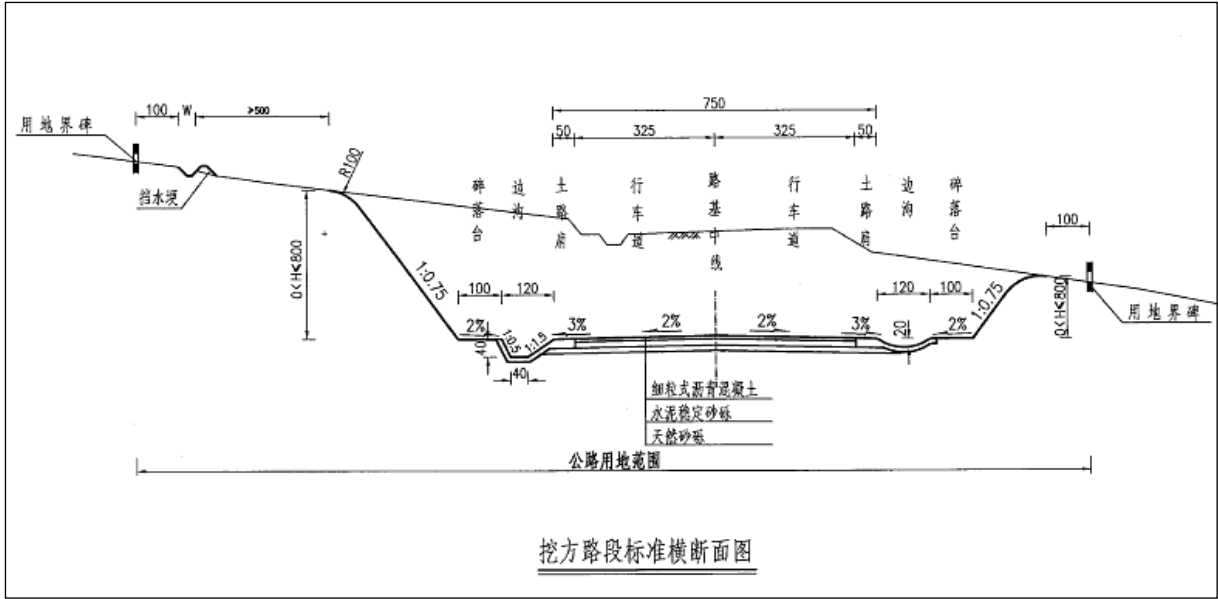 750
100 W >500
50 325 325 50
用地界碑
挡水埂
R100
碎落台 边沟 土路肩 行车道 路基中线 行车道 土路肩 边沟 碎落台
100
0<H≤800
1:0.75
100 120
120 100
1:0.75
0<H≤800
用地界碑
2% 1:0.5 1:1.5 3% 2% 2% 3% 20 2%
40
40
细粒式沥青混凝土
水泥稳定砂砾
天然砂砾
公路用地范围
挖方路段标准横断面图